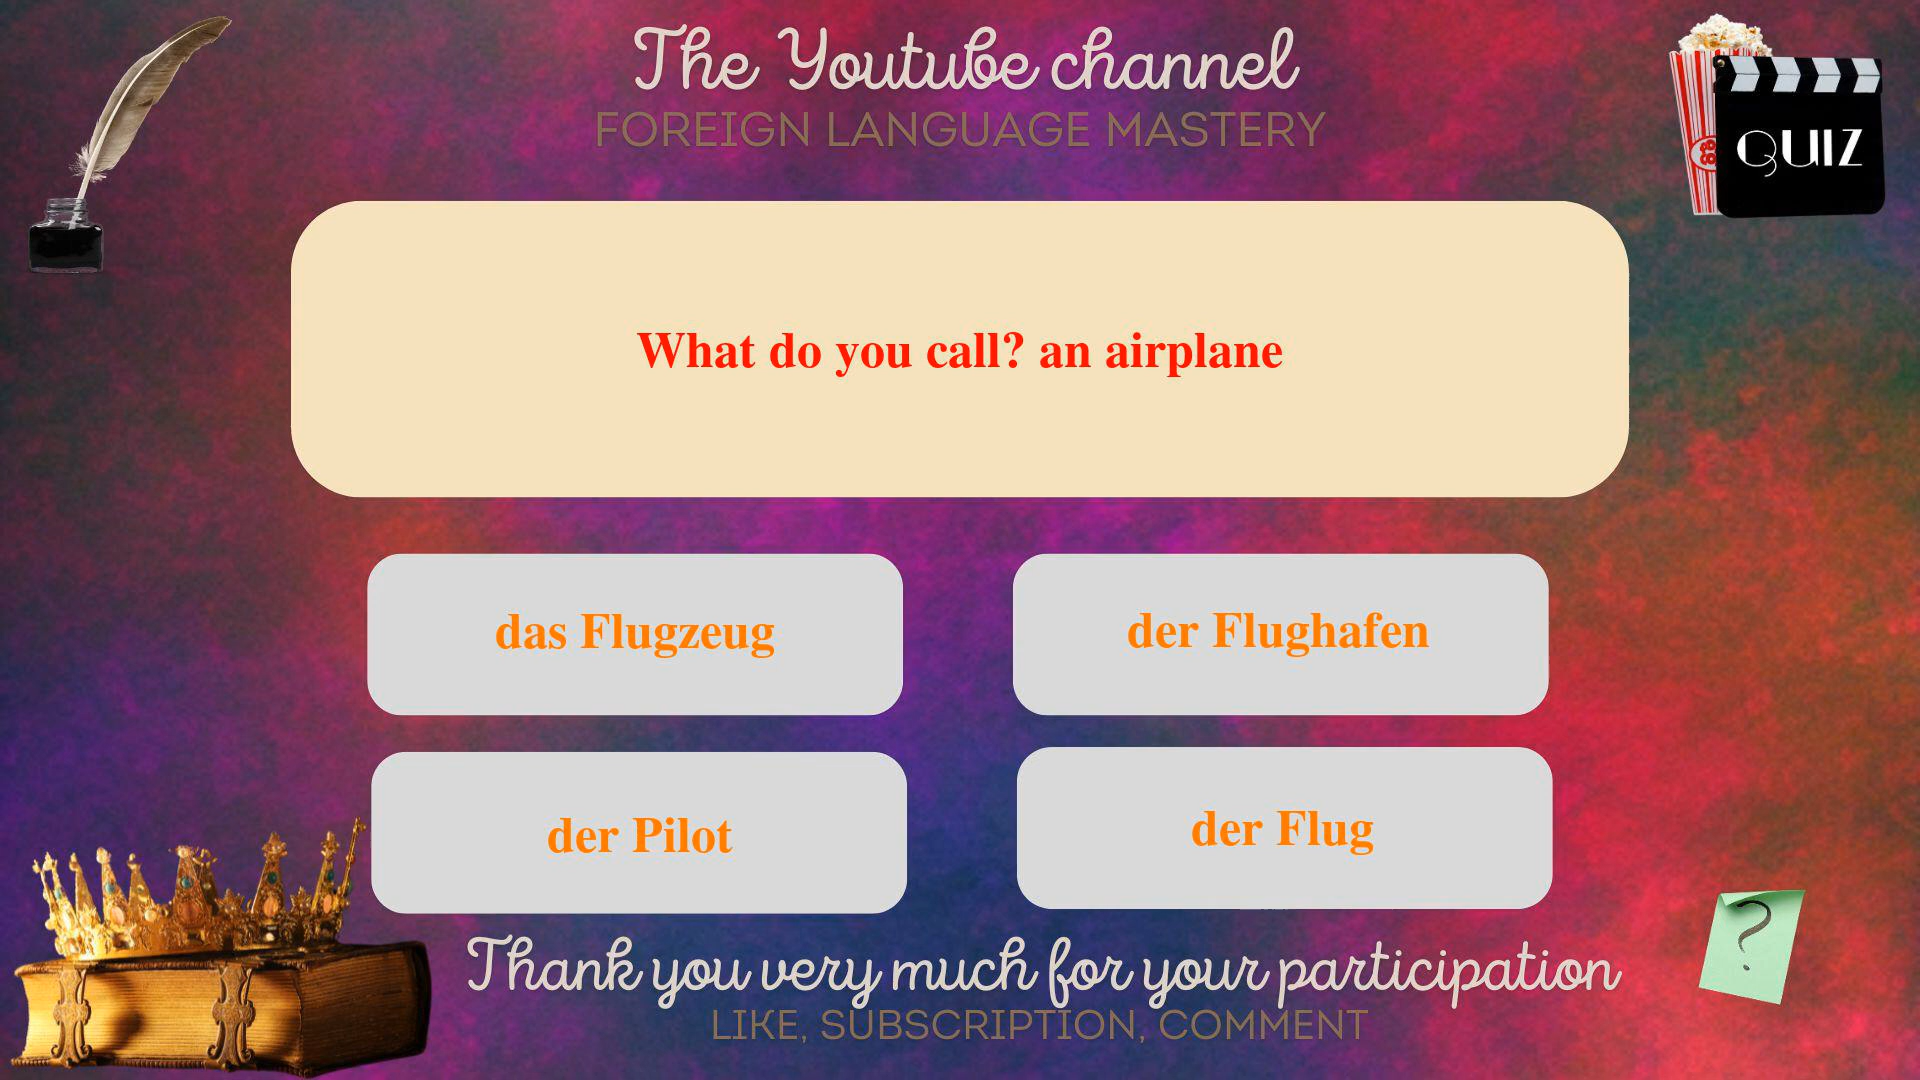 The Youtube channel
FOREIGN LANGUAGE MASTERY
QUIZ
What do you call? an airplane
das Flugzeug
der Flughafen
der Pilot
der Flug
?
Thank you very much for your participation
LIKE, SUBSCRIPTION, COMMENT